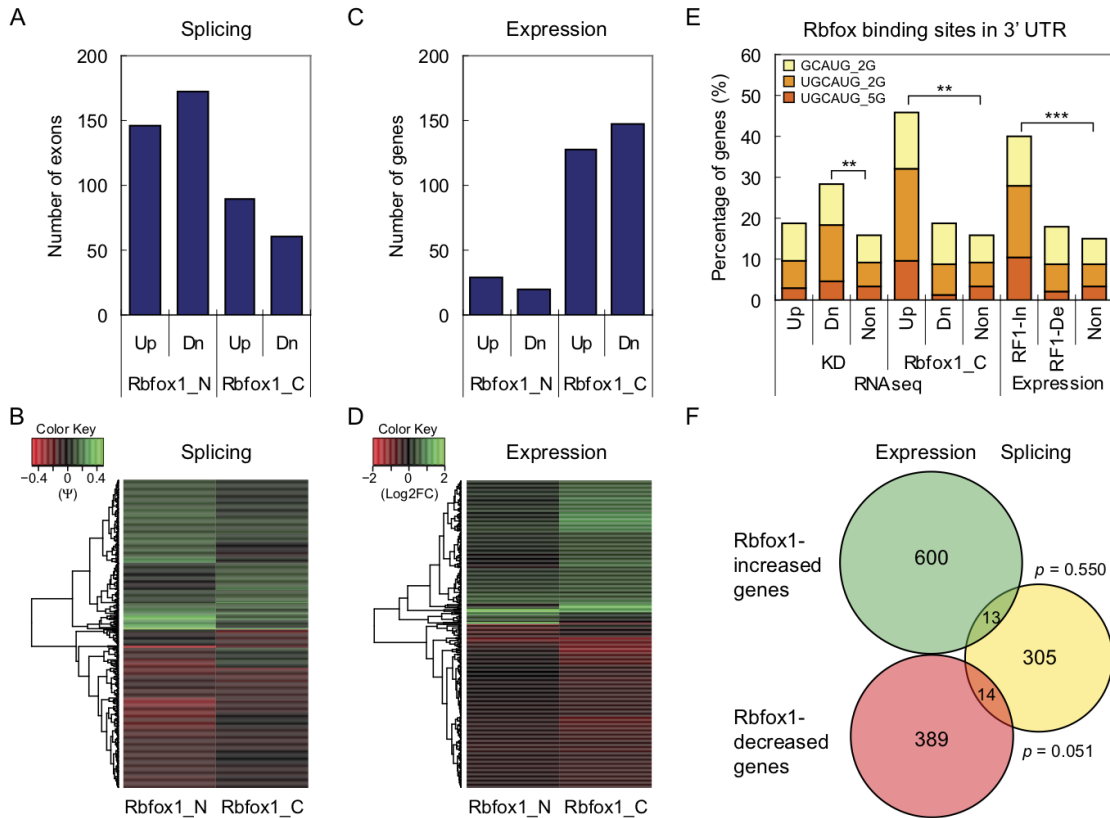 A
Splicing
Number of exons
200
150
100
50
0
Up Dn Up Dn
Rbfox1_N Rbfox1_C
C
Expression
Number of genes
200
150
100
50
0
Up Dn Up Dn
Rbfox1_N Rbfox1_C
E
Rbfox binding sites in 3' UTR
Percentage of genes (%)
60
50
40
30
20
10
0
GCAUG_2G
UGCAUG_2G
UGCAUG_5G
**
**
***
Up Dn Non Up Dn Non RF1-In RF1-De Non
KD Rbfox1_C
RNAseq Expression
B
Color Key
−0.4 0 0.4
(Ψ)
Splicing
Rbfox1_N Rbfox1_C
D
Color Key
−2 0 2
(Log2FC)
Expression
Rbfox1_N Rbfox1_C
F
Expression Splicing
Rbfox1-
increased
genes
600
p = 0.550
13
305
14
Rbfox1-
decreased
genes
389
p = 0.051